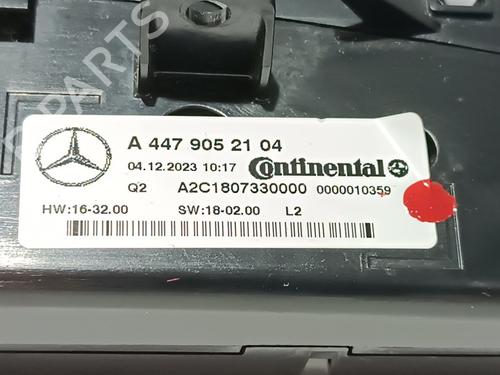 B-PARTS
A 447 905 21 04
04.12.2023 10:17 Continental
Q2 A2C1807330000 0000010359
HW:16-32.00 SW:18-02.00 L2